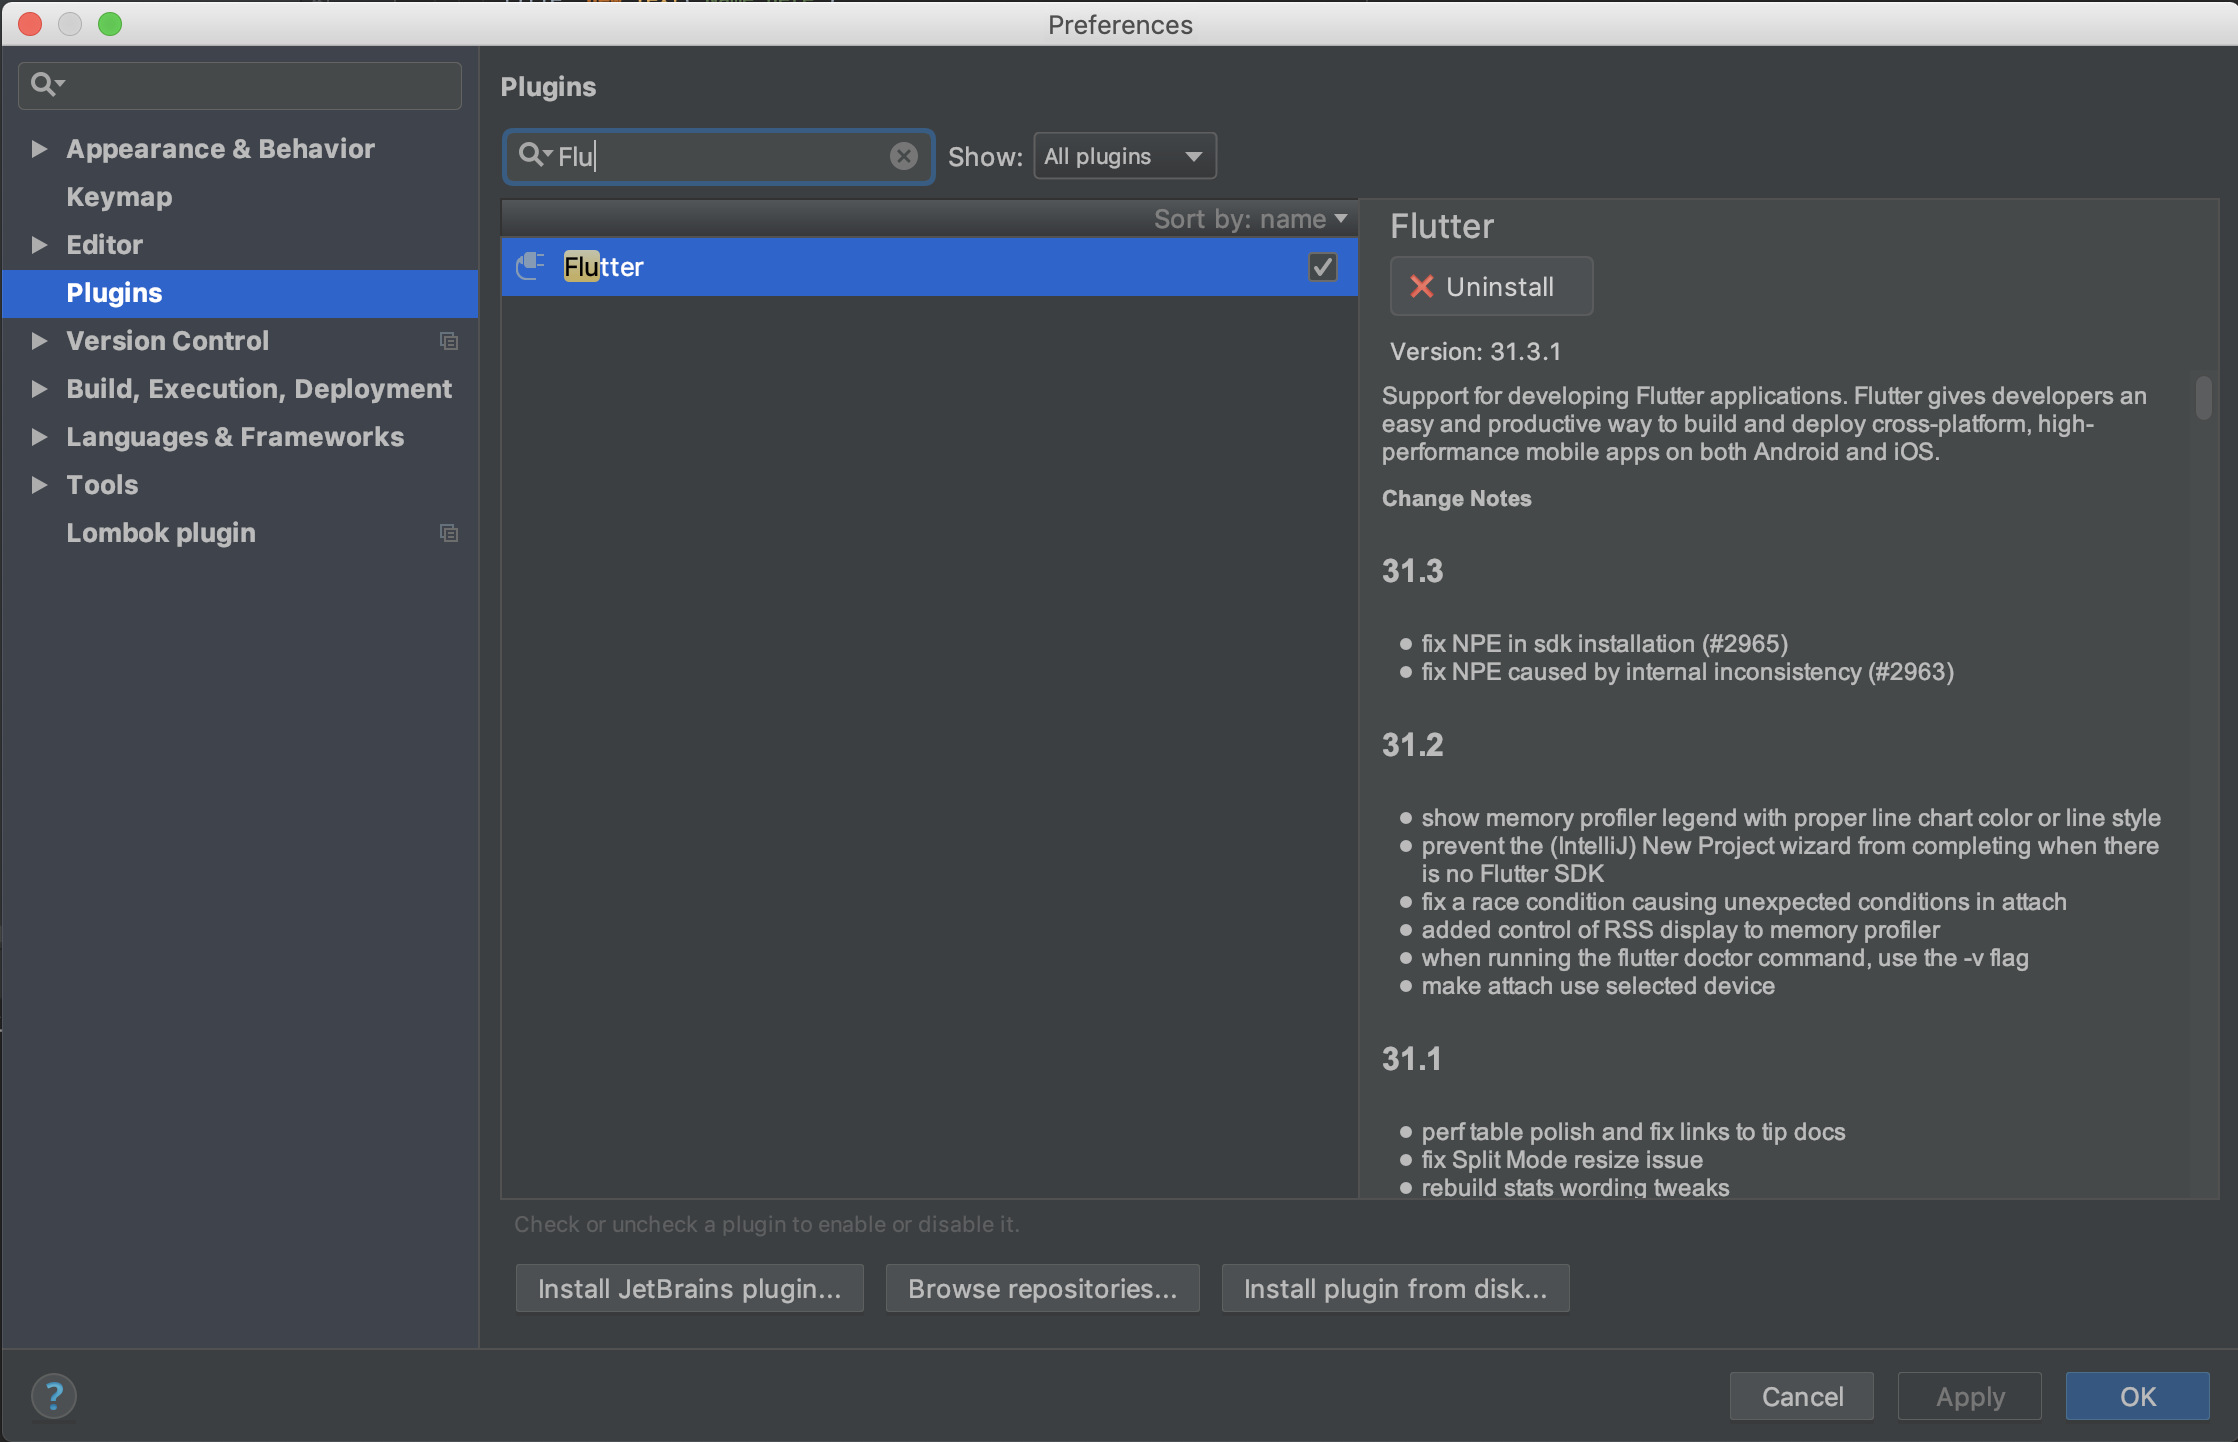 Preferences
Appearance & Behavior
Keymap
Editor
Plugins
Version Control
Build, Execution, Deployment
Languages & Frameworks
Tools
Lombok plugin
Plugins
Flu
Show: All plugins
Sort by: name
Flutter
Flutter
Uninstall
Version: 31.3.1
Support for developing Flutter applications. Flutter gives developers an
easy and productive way to build and deploy cross-platform, high-
performance mobile apps on both Android and iOS.
Change Notes
31.3
fix NPE in sdk installation (#2965)
fix NPE caused by internal inconsistency (#2963)
31.2
show memory profiler legend with proper line chart color or line style
prevent the (IntelliJ) New Project wizard from completing when there
is no Flutter SDK
fix a race condition causing unexpected conditions in attach
added control of RSS display to memory profiler
when running the flutter doctor command, use the -v flag
make attach use selected device
31.1
perf table polish and fix links to tip docs
fix Split Mode resize issue
rebuild stats wording tweaks
Check or uncheck a plugin to enable or disable it.
Install JetBrains plugin...
Browse repositories...
Install plugin from disk...
?
Cancel
Apply
OK